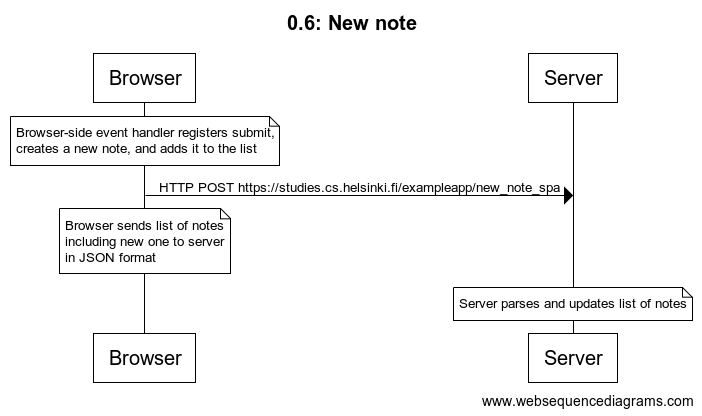 0.6: New note
Browser
Server
Browser-side event handler registers submit,
creates a new note, and adds it to the list
HTTP POST https://studies.cs.helsinki.fi/exampleapp/new_note_spa
Browser sends list of notes
including new one to server
in JSON format
Server parses and updates list of notes
Browser
Server
www.websequencediagrams.com